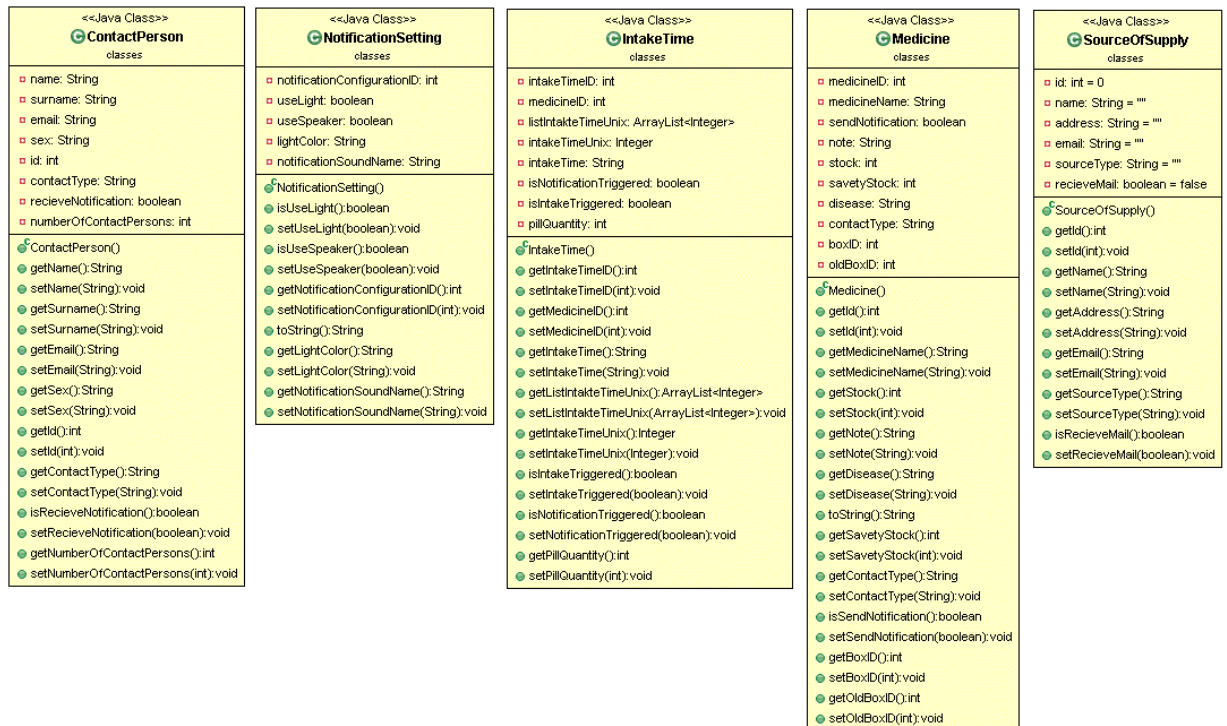 <<Java Class>>
ContactPerson
classes
name: String
surname: String
email: String
sex: String
id: int
contactType: String
recieveNotification: boolean
numberOfContactPersons: int
ContactPerson()
getName():String
setName(String):void
getSurname():String
setSurname(String):void
getEmail():String
setEmail(String):void
getSex():String
setSex(String):void
getId():int
setId(int):void
getContactType():String
setContactType(String):void
isRecieveNotification():boolean
setRecieveNotification(boolean):void
getNumberOfContactPersons():int
setNumberOfContactPersons(int):void
<<Java Class>>
NotificationSetting
classes
notificationConfigurationID: int
useLight: boolean
useSpeaker: boolean
lightColor: String
notificationSoundName: String
NotificationSetting()
isUseLight():boolean
setUseLight(boolean):void
isUseSpeaker():boolean
setUseSpeaker(boolean):void
getNotificationConfigurationID():int
setNotificationConfigurationID(int):void
toString():String
getLightColor():String
setLightColor(String):void
getNotificationSoundName():String
setNotificationSoundName(String):void
<<Java Class>>
IntakeTime
classes
intakeTimeID: int
medicineID: int
listIntakteTimeUnix: ArrayList<Integer>
intakeTimeUnix: Integer
intakeTime: String
isNotificationTriggered: boolean
isIntakeTriggered: boolean
pillQuantity: int
IntakeTime()
getIntakeTimeID():int
setIntakeTimeID(int):void
getMedicineID():int
setMedicineID(int):void
getIntakeTime():String
setIntakeTime(String):void
getListIntakteTimeUnix():ArrayList<Integer>
setListIntakteTimeUnix(ArrayList<Integer>):void
getIntakeTimeUnix():Integer
setIntakeTimeUnix(Integer):void
isIntakeTriggered():boolean
setIntakeTriggered(boolean):void
isNotificationTriggered():boolean
setNotificationTriggered(boolean):void
getPillQuantity():int
setPillQuantity(int):void
<<Java Class>>
Medicine
classes
medicineID: int
medicineName: String
sendNotification: boolean
note: String
stock: int
savetyStock: int
disease: String
contactType: String
boxID: int
oldBoxID: int
Medicine()
getId():int
setId(int):void
getMedicineName():String
setMedicineName(String):void
getStock():int
setStock(int):void
getNote():String
setNote(String):void
getDisease():String
setDisease(String):void
toString():String
getSavetyStock():int
setSavetyStock(int):void
getContactType():String
setContactType(String):void
isSendNotification():boolean
setSendNotification(boolean):void
getBoxID():int
setBoxID(int):void
getOldBoxID():int
setOldBoxID(int):void
<<Java Class>>
SourceOfSupply
classes
id: int = 0
name: String = ""
address: String = ""
email: String = ""
sourceType: String = ""
recieveMail: boolean = false
SourceOfSupply()
getId():int
setId(int):void
getName():String
setName(String):void
getAddress():String
setAddress(String):void
getEmail():String
setEmail(String):void
getSourceType():String
setSourceType(String):void
isRecieveMail():boolean
setRecieveMail(boolean):void